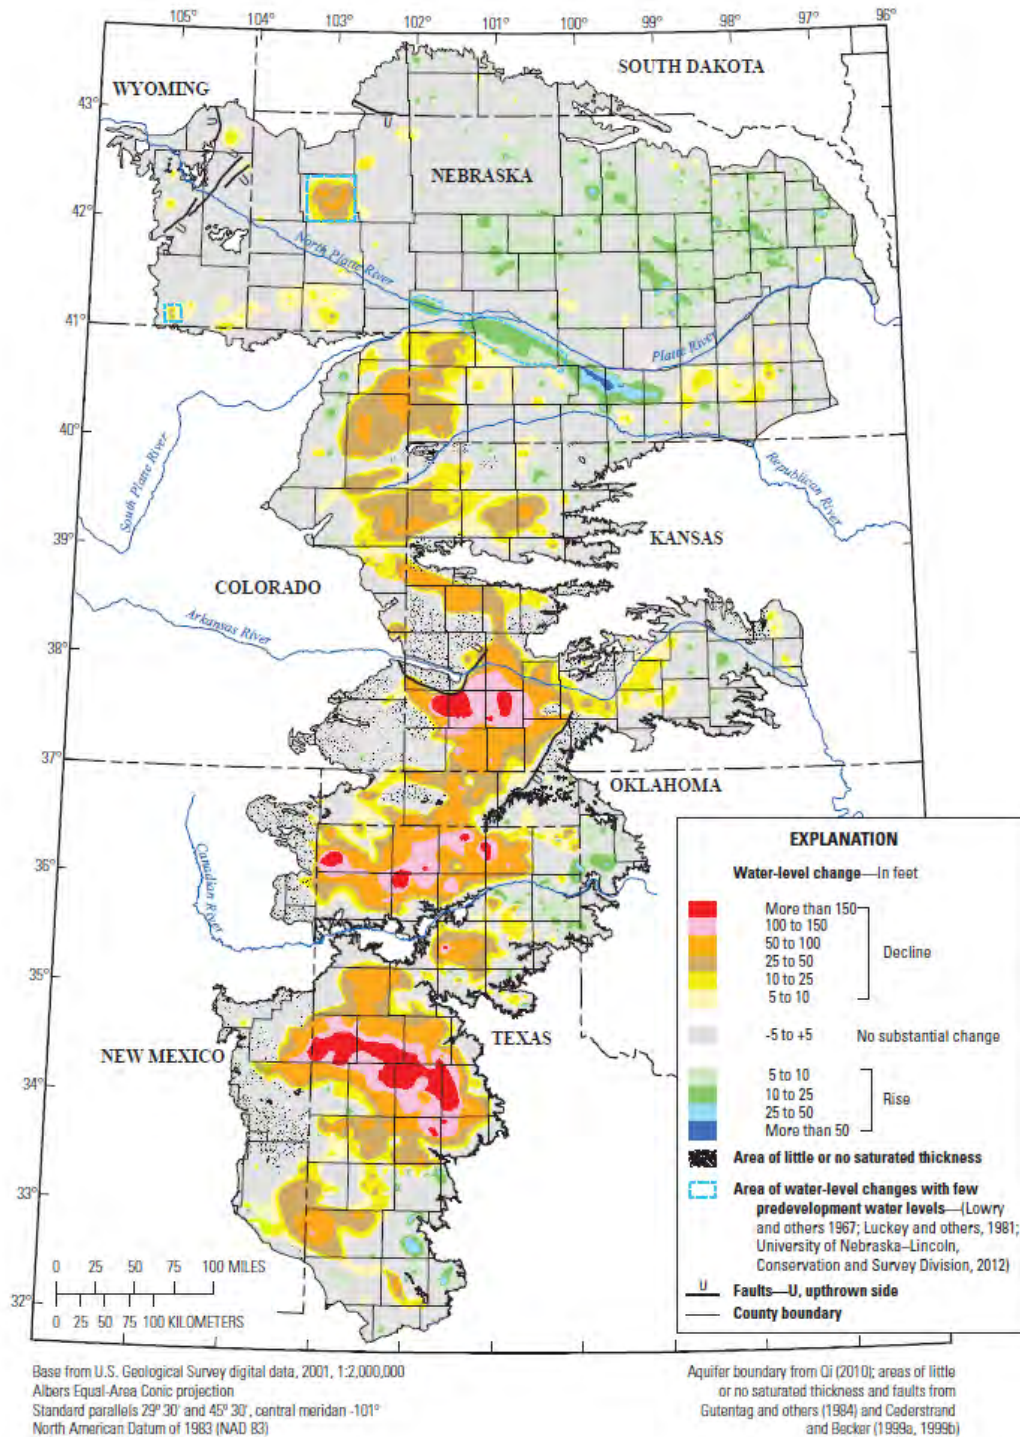 105° 104° 103° 102° 101° 100° 99° 98° 97° 96°
SOUTH DAKOTA
WYOMING
43°
U
U
U
U
NEBRASKA
42°
North Platte River
41°
Platte River
40°
South Platte River
Republican River
39°
KANSAS
COLORADO
Arkansas River
38°
37°
OKLAHOMA
U
36°
Canadian River
35°
TEXAS
NEW MEXICO
34°
33°
32°
0 25 50 75 100 MILES
0 25 50 75 100 KILOMETERS
EXPLANATION
Water-level change—In feet
More than 150
100 to 150
50 to 100
25 to 50
10 to 25
5 to 10
Decline
-5 to +5 No substantial change
5 to 10
10 to 25
25 to 50
More than 50
Rise
Area of little or no saturated thickness
Area of water-level changes with few
predevelopment water levels—(Lowry
and others 1967; Luckey and others, 1981;
University of Nebraska–Lincoln,
Conservation and Survey Division, 2012)
U Faults—U, upthrown side
County boundary
Base from U.S. Geological Survey digital data, 2001, 1:2,000,000
Albers Equal-Area Conic projection
Standard parallels 29° 30' and 45° 30', central meridan -101°
North American Datum of 1983 (NAD 83)
Aquifer boundary from Qi (2010); areas of little
or no saturated thickness and faults from
Gutentag and others (1984) and Cederstrand
and Becker (1999a, 1999b)